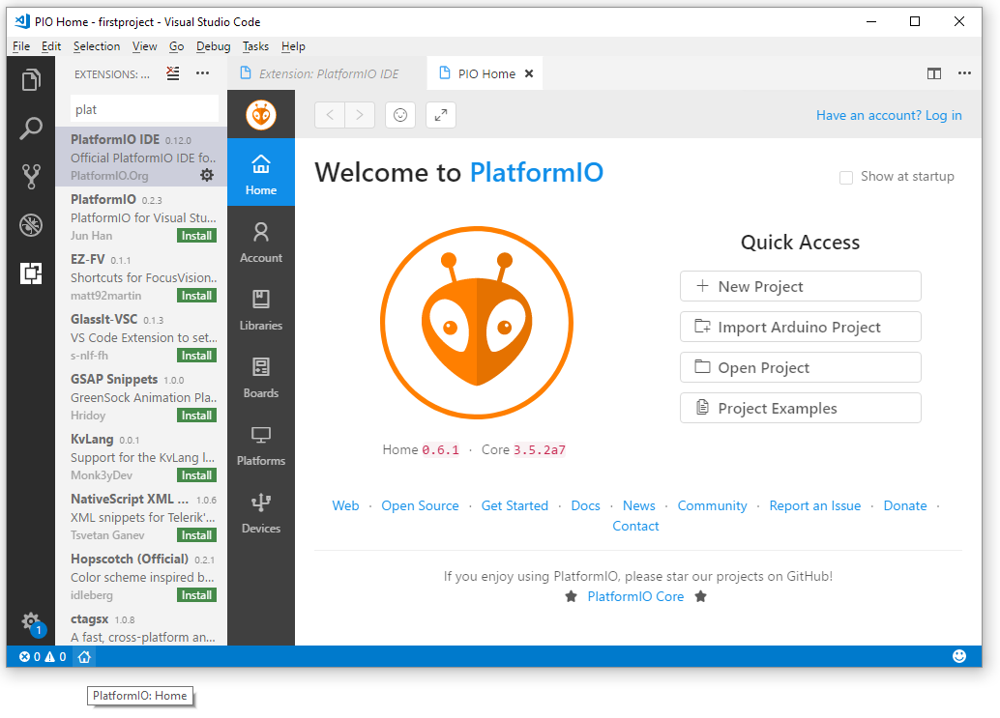 PIO Home - firstproject - Visual Studio Code
File Edit Selection View Go Debug Tasks Help
EXTENSIONS: ...
plat
PlatformIO IDE 0.12.0
Official PlatformIO IDE fo...
PlatformIO.Org
PlatformIO 0.2.3
PlatformIO for Visual Stu...
Jun Han Install
EZ-FV 0.1.1
Shortcuts for FocusVision...
matt92martin Install
GlassIt-VSC 0.1.3
VS Code Extension to set...
s-nlf-fh Install
GSAP Snippets 1.0.0
GreenSock Animation Pla...
Hridoy Install
KvLang 0.0.1
Support for the KvLang l...
Monk3yDev Install
NativeScript XML ... 1.0.6
XML snippets for Telerik'...
Tsvetan Ganev Install
Hopscotch (Official) 0.2.1
Color scheme inspired b...
idleberg Install
ctagsx 1.0.8
A fast, cross-platform an...
Extension: PlatformIO IDE
PIO Home
Home
Account
Libraries
Boards
Platforms
Devices
Have an account? Log in
Welcome to PlatformIO
Show at startup
Home 0.6.1 · Core 3.5.2a7
Quick Access
New Project
Import Arduino Project
Open Project
Project Examples
Web · Open Source · Get Started · Docs · News · Community · Report an Issue · Donate ·
Contact
If you enjoy using PlatformIO, please star our projects on GitHub!
PlatformIO Core
1
0 0
PlatformIO: Home